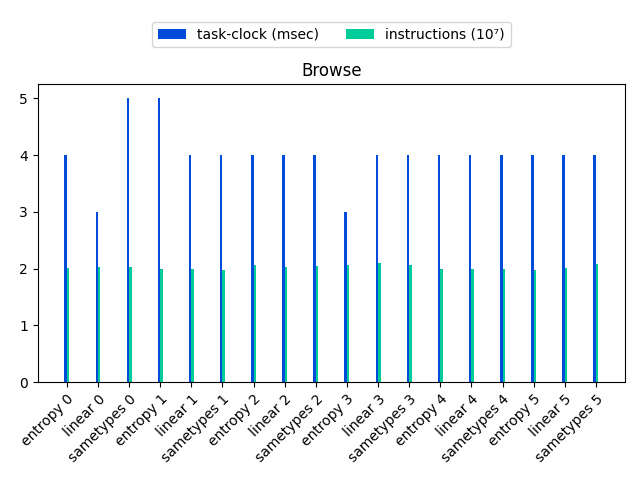 task-clock (msec) instructions (10⁷)
Browse
5
4
3
2
1
0
entropy 0
linear 0
sametypes 0
entropy 1
linear 1
sametypes 1
entropy 2
linear 2
sametypes 2
entropy 3
linear 3
sametypes 3
entropy 4
linear 4
sametypes 4
entropy 5
linear 5
sametypes 5